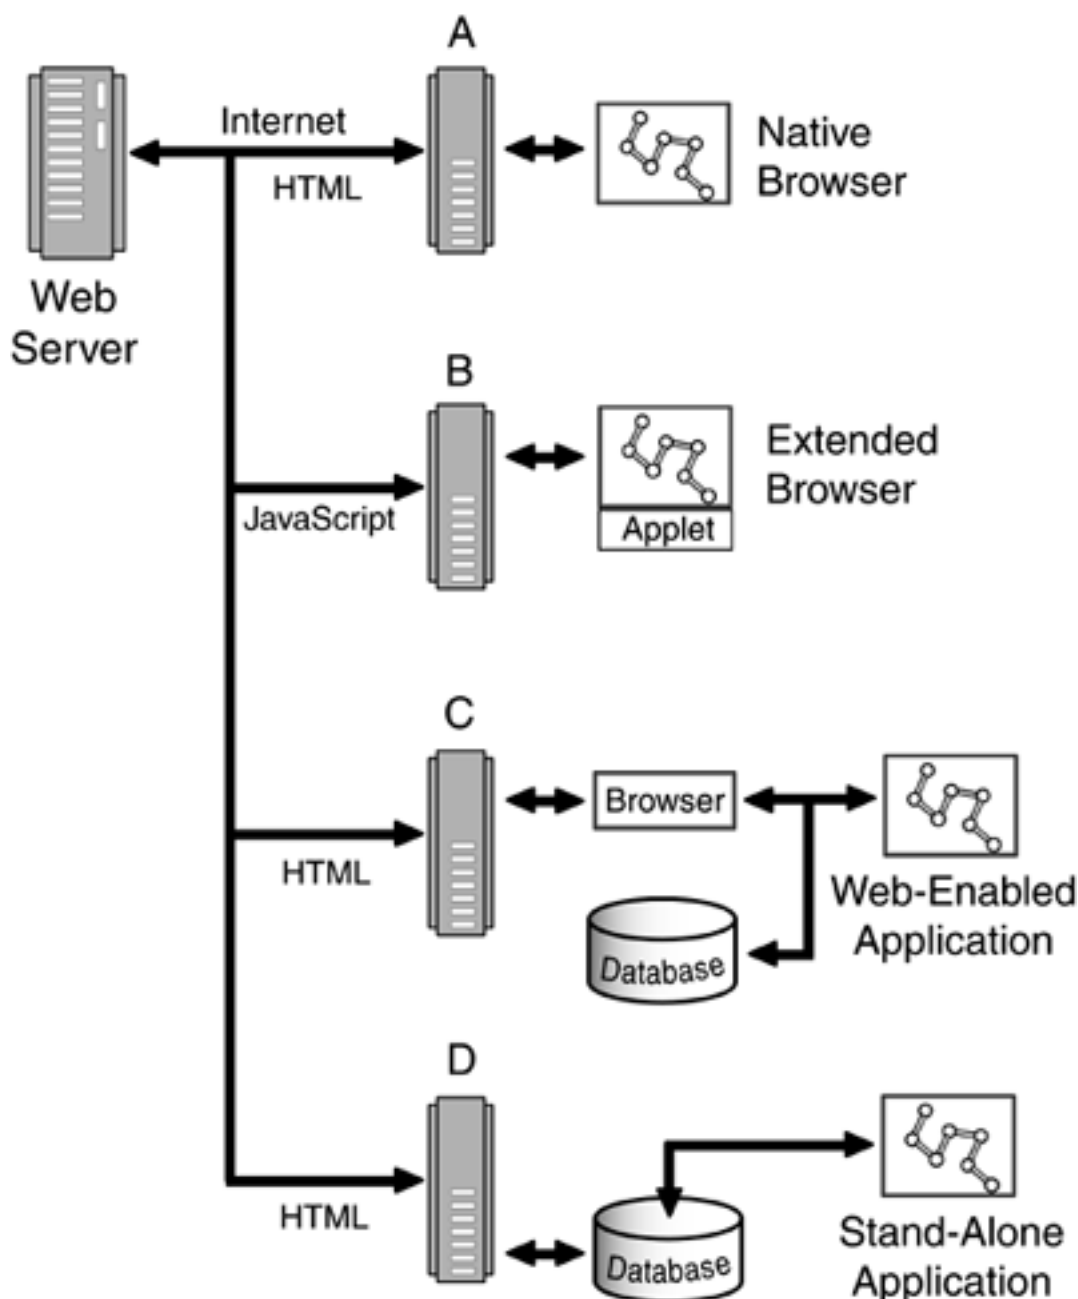 A
Internet
HTML
Native
Browser
Web
Server
B
JavaScript
Extended
Browser
Applet
C
HTML
Browser
Database
Web-Enabled
Application
D
HTML
Database
Stand-Alone
Application